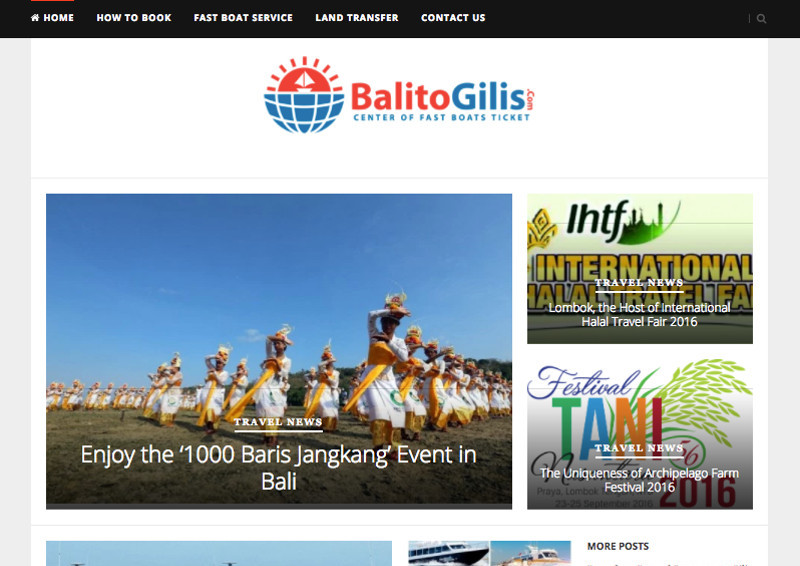 HOME HOW TO BOOK FAST BOAT SERVICE LAND TRANSFER CONTACT US
BalitoGilis.com
CENTER OF FAST BOATS TICKET
TRAVEL NEWS
Enjoy the ‘1000 Baris Jangkang’ Event in
Bali
Ihtf
INTERNATIONAL
HALAL TRAVEL FAI
TRAVEL NEWS
Lombok, the Host of International
Halal Travel Fair 2016
Festival
TANI
TRAVEL NEWS
The Uniqueness of Archipelago Farm
Festival 2016
Praya, Lombok
23-25 September 2016
2016
MORE POSTS